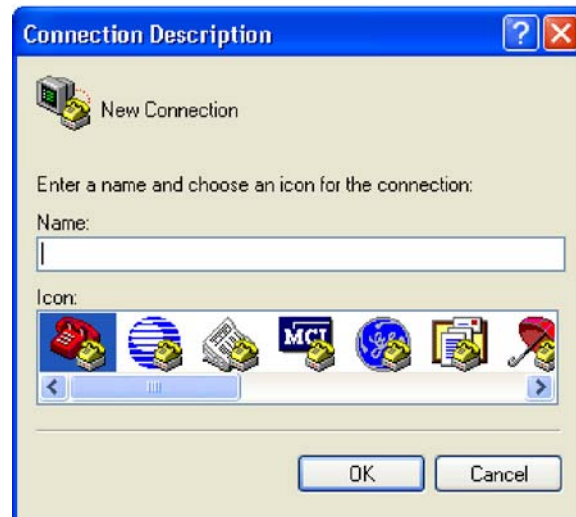 Connection Description
New Connection
Enter a name and choose an icon for the connection:
Name:
Icon:
MCI
OK Cancel